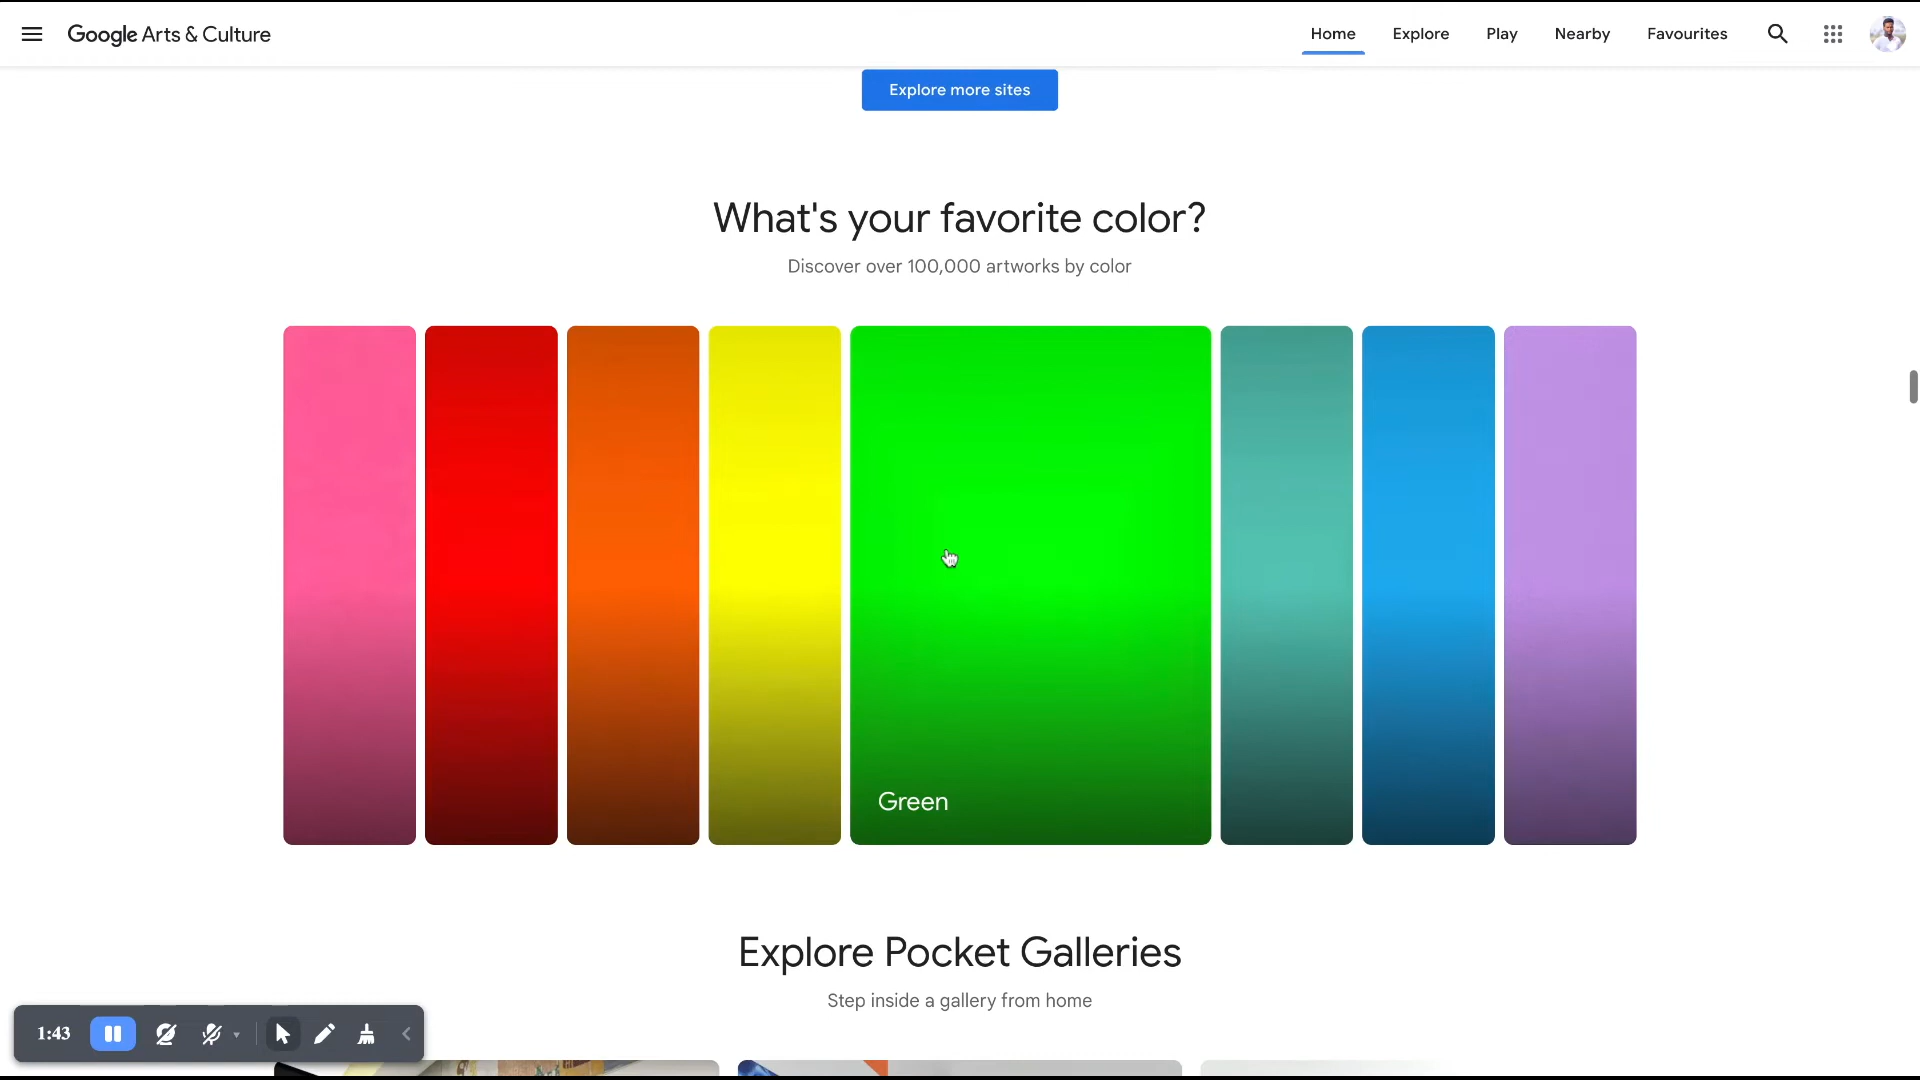 Google Arts & Culture
Home Explore Play Nearby Favourites
Explore more sites
What's your favorite color?
Discover over 100,000 artworks by color
Green
Explore Pocket Galleries
Step inside a gallery from home
1:43